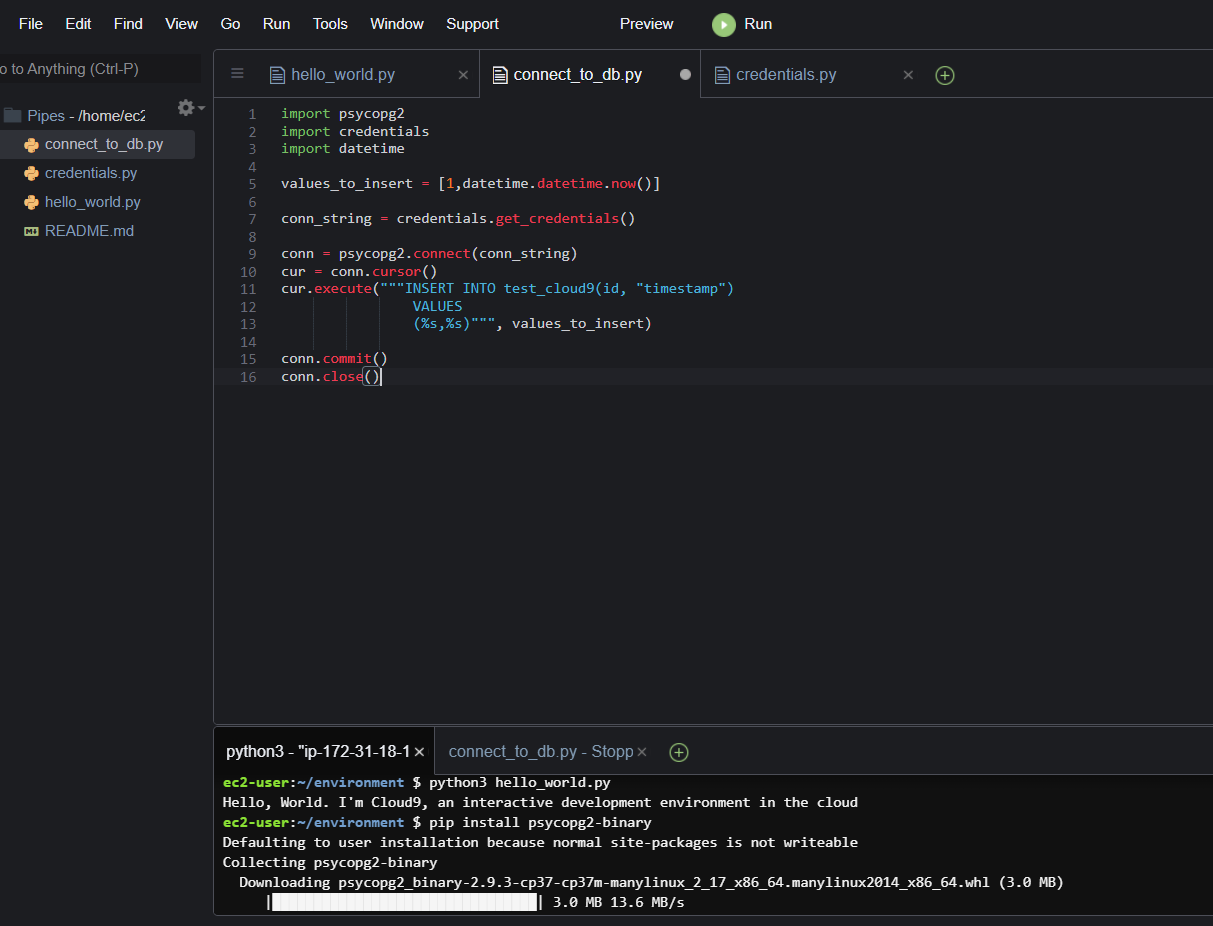 File Edit Find View Go Run Tools Window Support Preview Run
o to Anything (Ctrl-P)
hello_world.py
connect_to_db.py
credentials.py
Pipes - /home/ec2
connect_to_db.py
credentials.py
hello_world.py
README.md
1 import psycopg2
2 import credentials
3 import datetime
4
5 values_to_insert = [1,datetime.datetime.now()]
6
7 conn_string = credentials.get_credentials()
8
9 conn = psycopg2.connect(conn_string)
10 cur = conn.cursor()
11 cur.execute("""INSERT INTO test_cloud9(id, "timestamp")
12 VALUES
13 (%s,%s)""", values_to_insert)
14
15 conn.commit()
16 conn.close()
python3 - "ip-172-31-18-1
connect_to_db.py - Stopp
ec2-user:~/environment $ python3 hello_world.py
Hello, World. I'm Cloud9, an interactive development environment in the cloud
ec2-user:~/environment $ pip install psycopg2-binary
Defaulting to user installation because normal site-packages is not writeable
Collecting psycopg2-binary
Downloading psycopg2_binary-2.9.3-cp37-cp37m-manylinux_2_17_x86_64.manylinux2014_x86_64.whl (3.0 MB)
| | 3.0 MB 13.6 MB/s